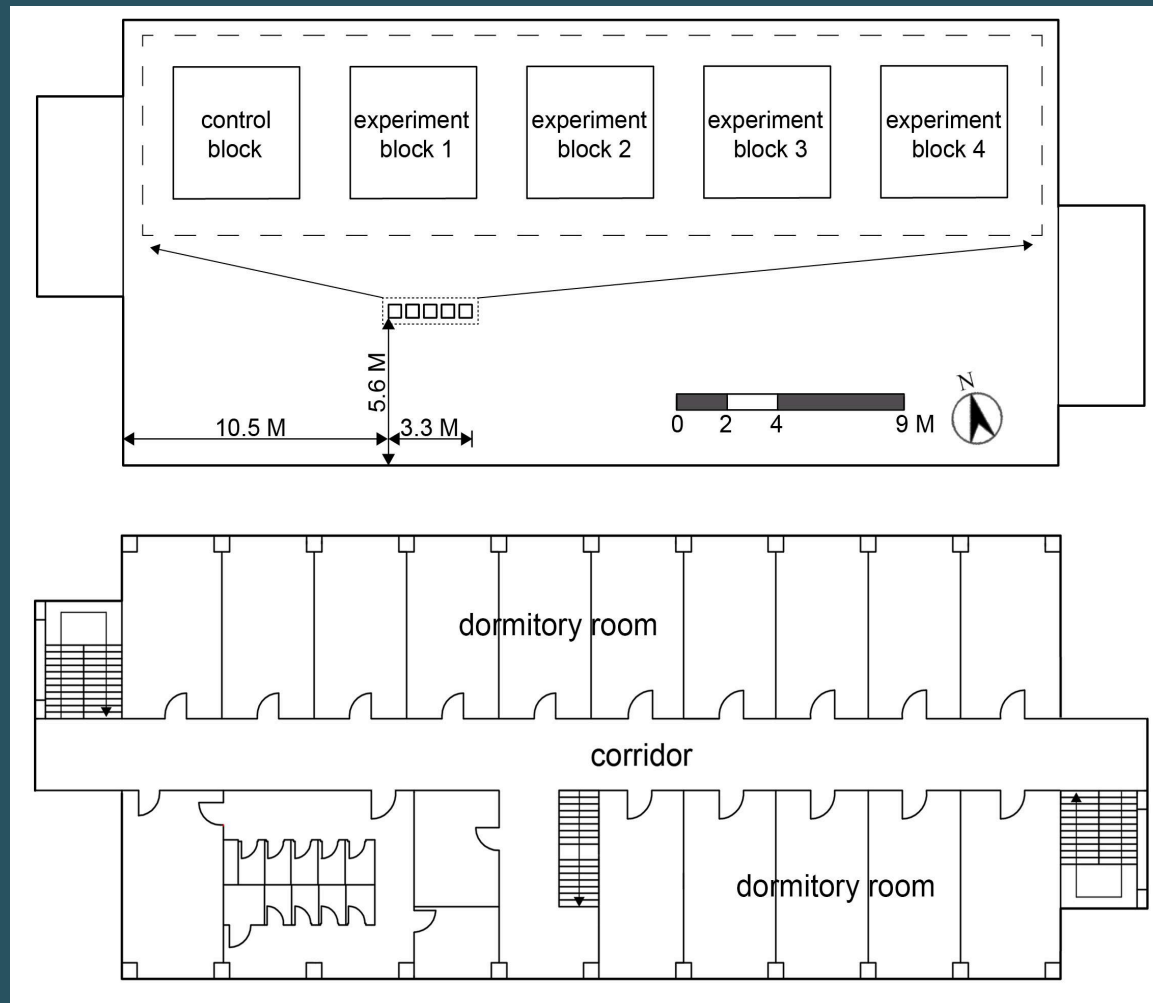 control
block
experiment
block 1
experiment
block 2
experiment
block 3
experiment
block 4
5.6 M
10.5 M
3.3 M
0 2 4 9 M
N
dormitory room
corridor
dormitory room